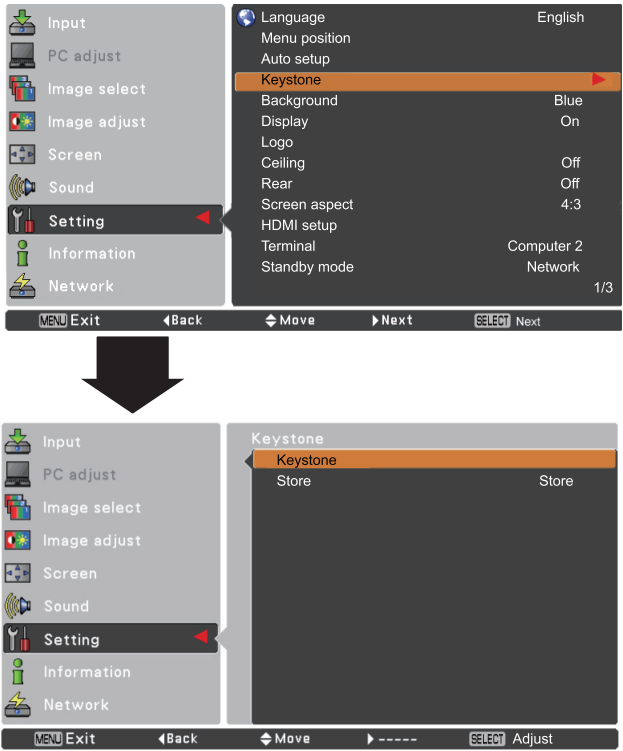 Input
PC adjust
Image select
Image adjust
Screen
Sound
Setting
Information
Network
Language English
Menu position
Auto setup
Keystone
Background Blue
Display On
Logo
Ceiling Off
Rear Off
Screen aspect 4:3
HDMI setup
Terminal Computer 2
Standby mode Network
1/3
MENU Exit Back Move Next SELECT Next
Input
PC adjust
Image select
Image adjust
Screen
Sound
Setting
Information
Network
Keystone
Keystone
Store Store
MENU Exit Back Move ----- SELECT Adjust